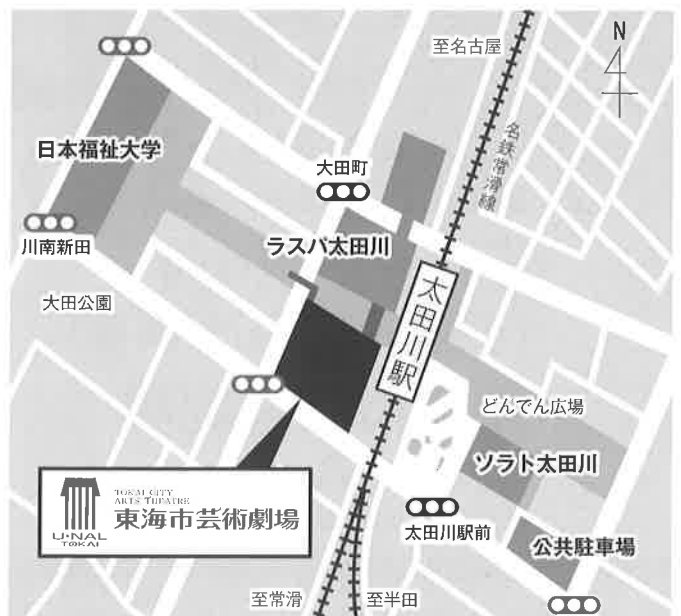 至名古屋
N
名鉄常滑線
日本福祉大学
大田町
川南新田
ラスパ太田川
大田公園
太田川駅
どんでん広場
ソラト太田川
U·NAL
TOKAI
TOKAI CITY
ARTS THEATRE
東海市芸術劇場
太田川駅前
公共駐車場
至常滑
至半田